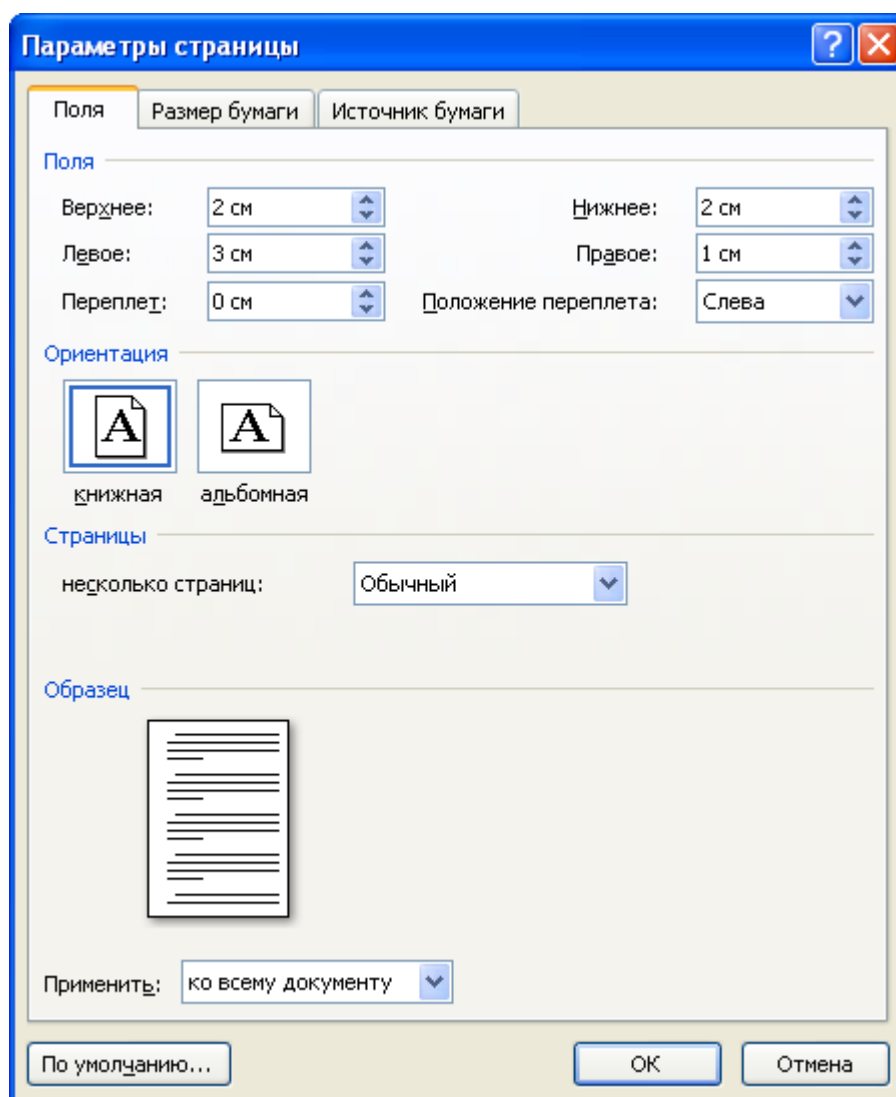 Параметры страницы
Поля Размер бумаги Источник бумаги
Поля
Верхнее: 2 см Нижнее: 2 см
Левое: 3 см Правое: 1 см
Переплет: 0 см Положение переплета: Слева
Ориентация
A A
книжная альбомная
Страницы
несколько страниц: Обычный
Образец
Применить: ко всему документу
По умолчанию... ОК Отмена